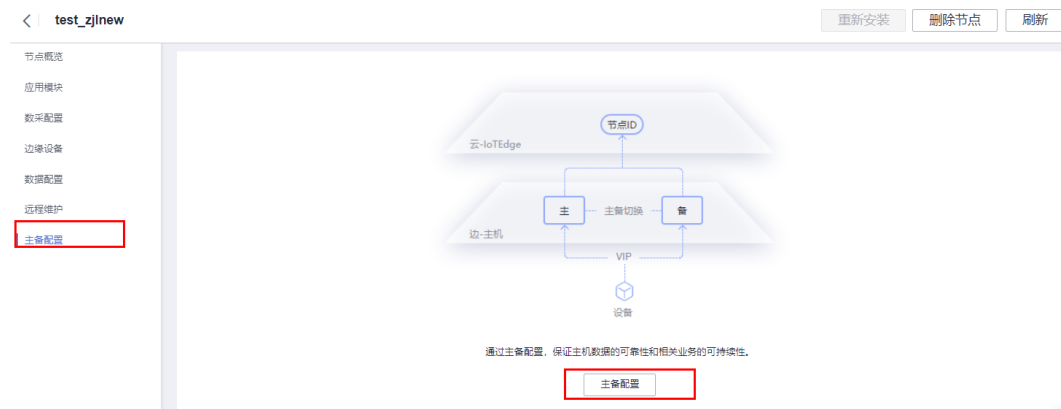 test_zjlnew
重新安装 删除节点 刷新
节点概览
应用模块
数采配置
边缘设备
数据配置
远程维护
主备配置
节点ID
云-IoTEdge
主 主备切换 备
边-主机
VIP
设备
通过主备配置，保证主机数据的可靠性和相关业务的可持续性。
主备配置